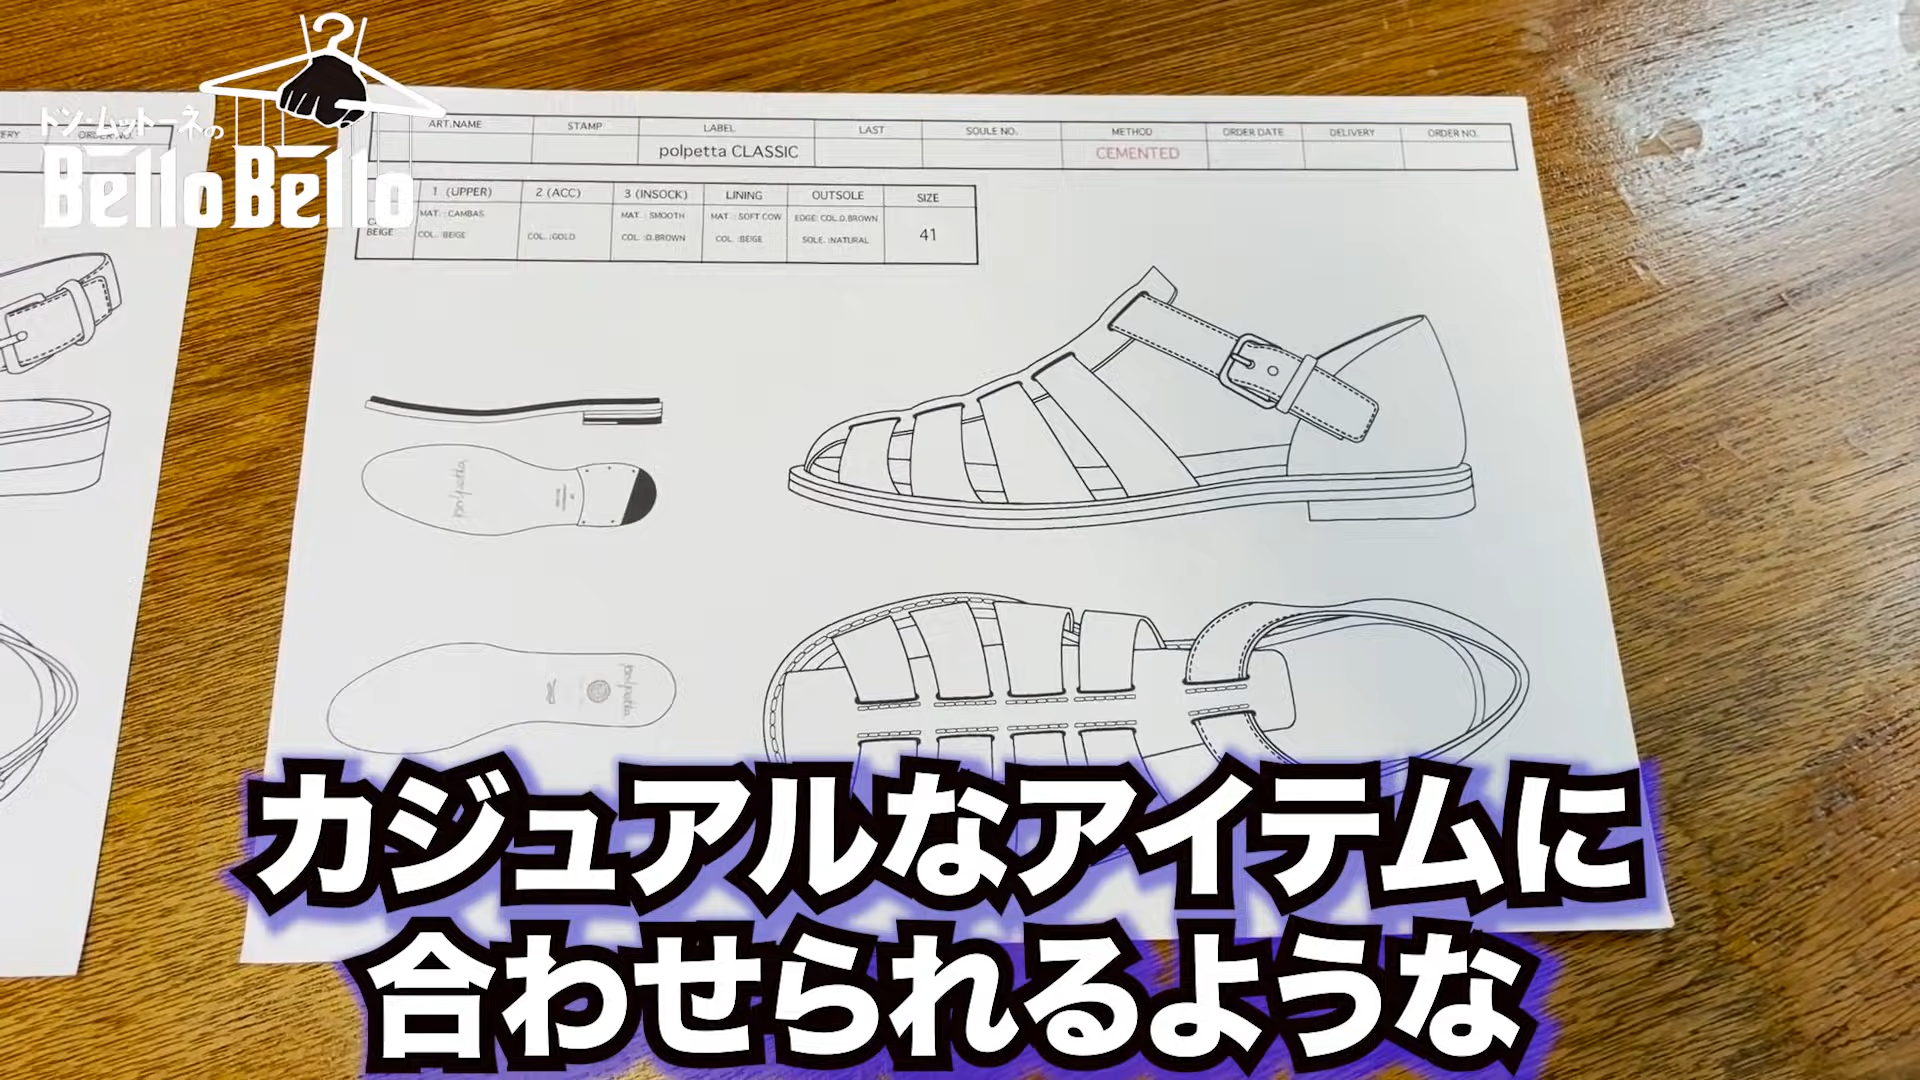 ドン・ムットーネの
BelloBello
ERY ORDER NO.
ART.NAME STAMP LABEL LAST SOULE NO. METHOD ORDER DATE DELIVERY ORDER NO.
polpetta CLASSIC CEMENTED
1 (UPPER) 2 (ACC) 3 (INSOCK) LINING OUTSOLE SIZE
MAT. : CAMBAS MAT. : SMOOTH MAT. : SOFT COW EDGE: COL.D.BROWN
BEIGE COL. :BEIGE COL. :GOLD COL. :D.BROWN COL. :BEIGE SOLE. :NATURAL 41
polpetta
polpetta
カジュアルなアイテムに
合わせられるような